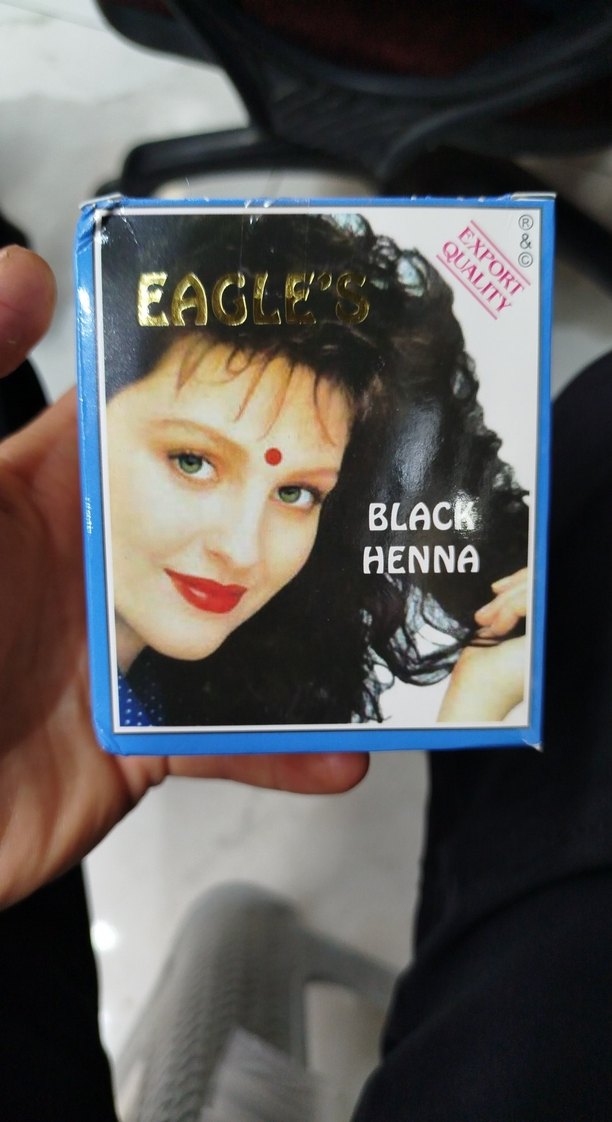 EAGLE'S
EXPORT
QUALITY
® & ©
BLACK
HENNA